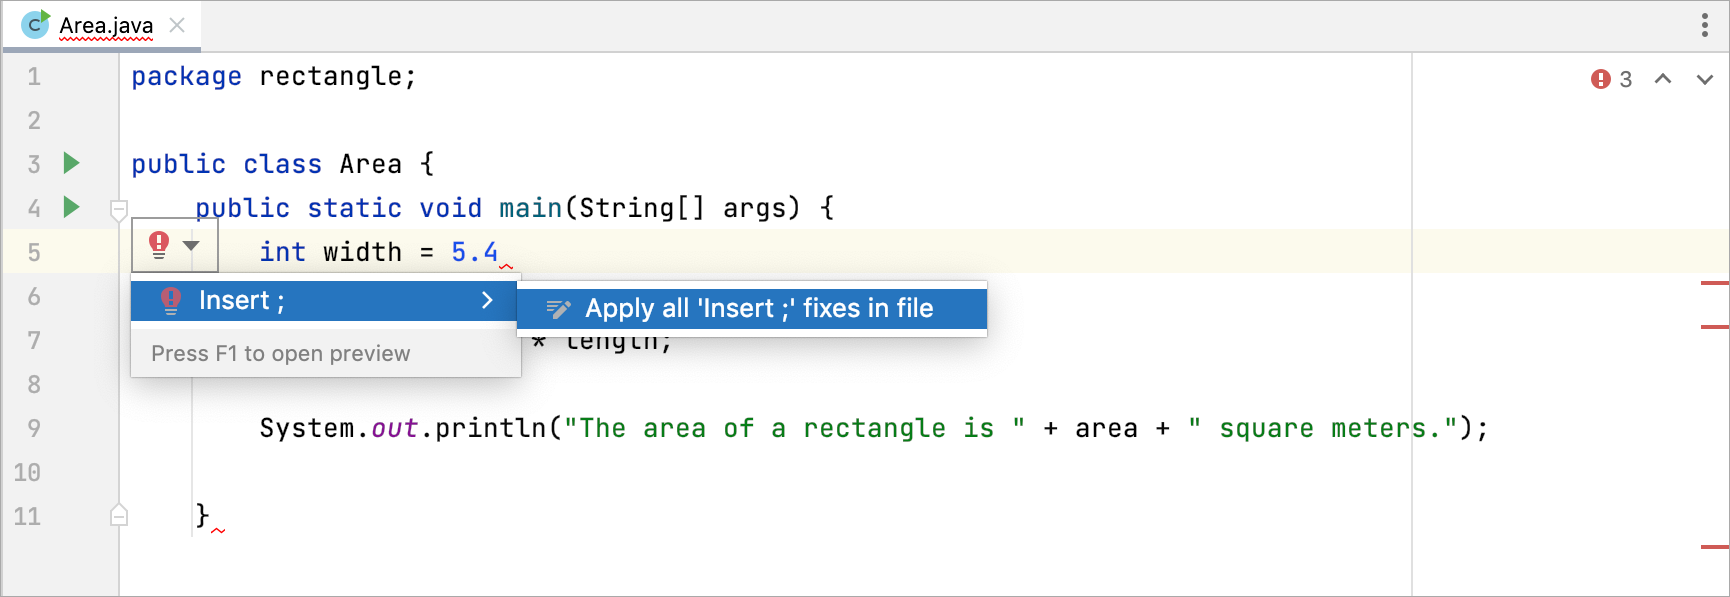 Area.java
1 package rectangle;
3
2
3 public class Area {
4 public static void main(String[] args) {
5 int width = 5.4
6
Insert ;
Apply all 'Insert ;' fixes in file
7 * length;
Press F1 to open preview
8
9 System.out.println("The area of a rectangle is " + area + " square meters.");
10
11 }